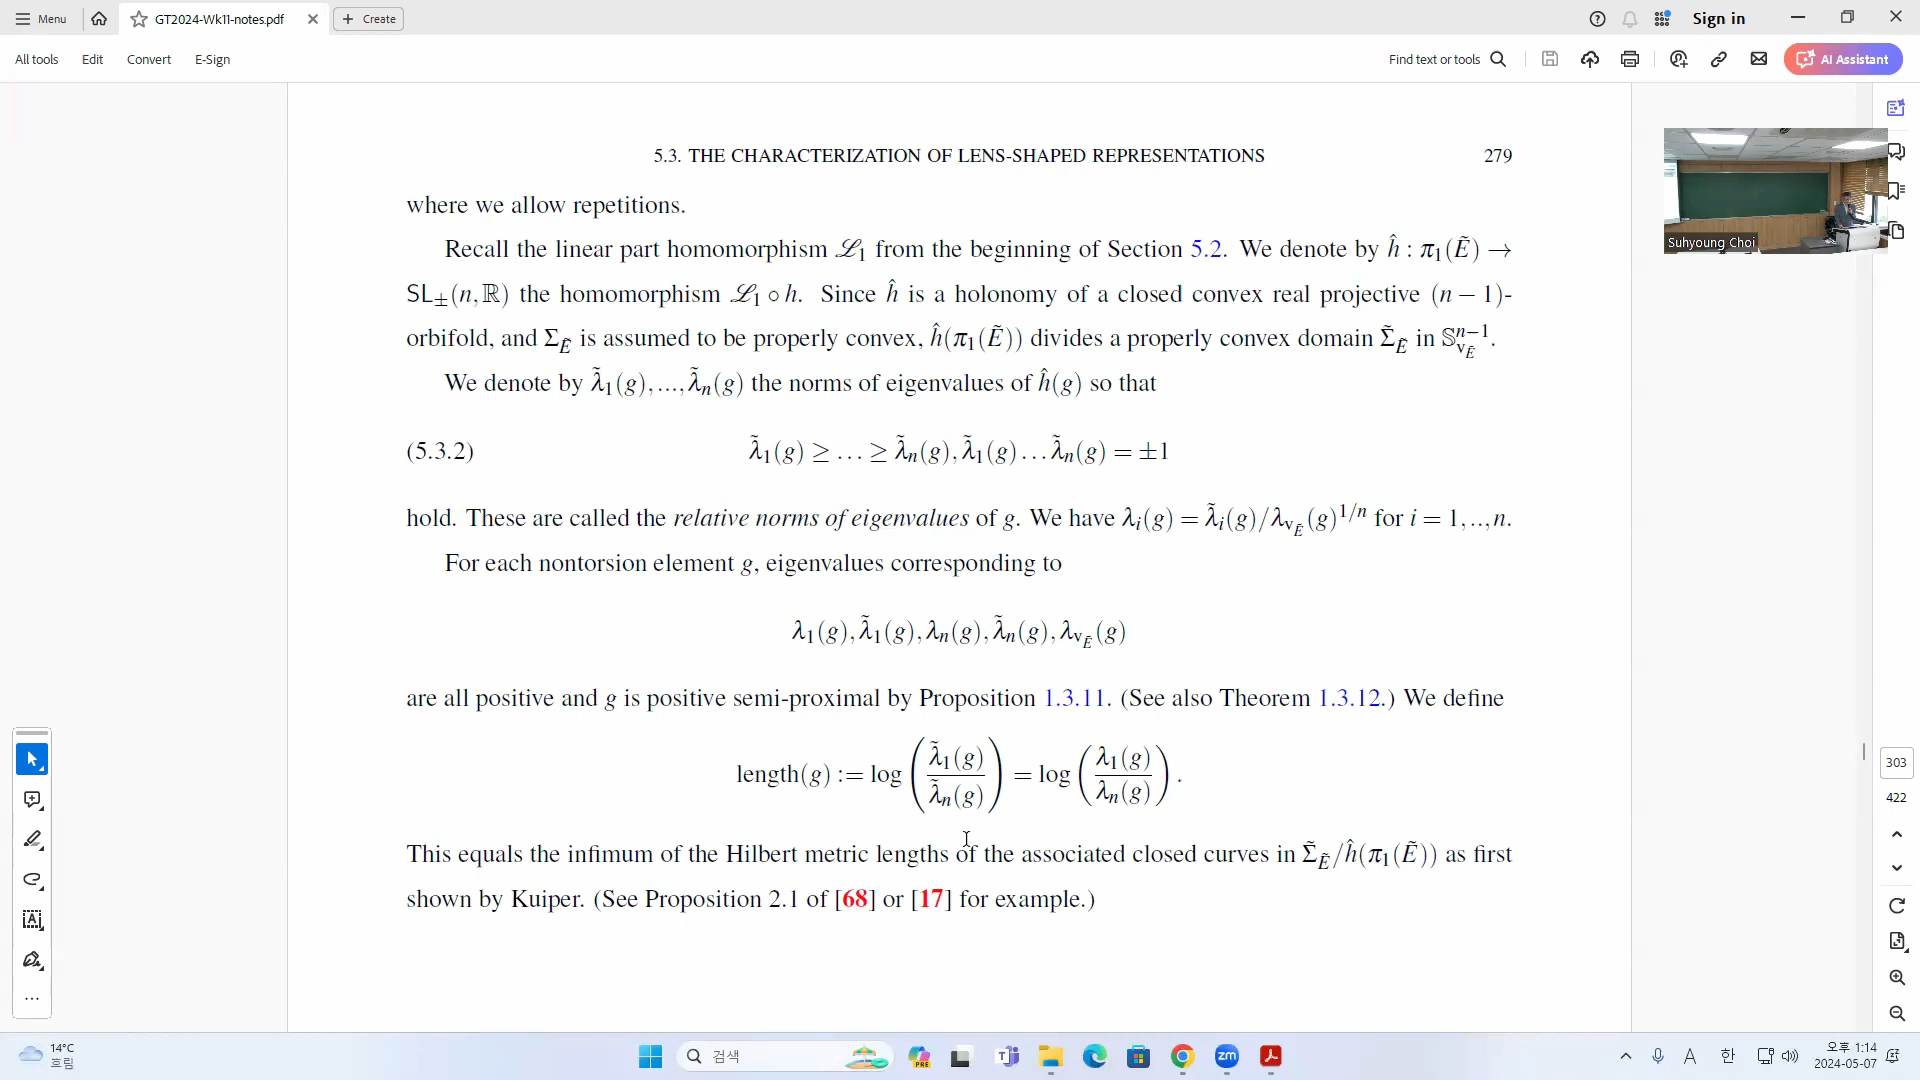 Menu
GT2024-Wk11-notes.pdf
Create
Sign in
All tools Edit Convert E-Sign
Find text or tools
AI Assistant
5.3. THE CHARACTERIZATION OF LENS-SHAPED REPRESENTATIONS 279
where we allow repetitions.
Recall the linear part homomorphism ℒ₁ from the beginning of Section 5.2. We denote by ĥ : π₁(Ẽ) →
SL±(n,ℝ) the homomorphism ℒ₁ ∘ h. Since ĥ is a holonomy of a closed convex real projective (n − 1)-
orbifold, and Σ_Ẽ is assumed to be properly convex, ĥ(π₁(Ẽ)) divides a properly convex domain Σ̃_Ẽ in 𝕊^{n−1}_{v_Ẽ}.
We denote by λ̃₁(g),...,λ̃ₙ(g) the norms of eigenvalues of ĥ(g) so that
(5.3.2) λ̃₁(g) ≥ ... ≥ λ̃ₙ(g), λ̃₁(g)...λ̃ₙ(g) = ±1
hold. These are called the relative norms of eigenvalues of g. We have λᵢ(g) = λ̃ᵢ(g)/λ_{v_Ẽ}(g)^{1/n} for i = 1,..,n.
For each nontorsion element g, eigenvalues corresponding to
λ₁(g), λ̃₁(g), λₙ(g), λ̃ₙ(g), λ_{v_Ẽ}(g)
are all positive and g is positive semi-proximal by Proposition 1.3.11. (See also Theorem 1.3.12.) We define
length(g) := log(λ̃₁(g)/λ̃ₙ(g)) = log(λ₁(g)/λₙ(g)).
This equals the infimum of the Hilbert metric lengths of the associated closed curves in Σ̃_Ẽ/ĥ(π₁(Ẽ)) as first
shown by Kuiper. (See Proposition 2.1 of [68] or [17] for example.)
Suhyoung Choi
303
422
14°C
흐림
검색
PRE
zm
A
한
오후 1:14
2024-05-07